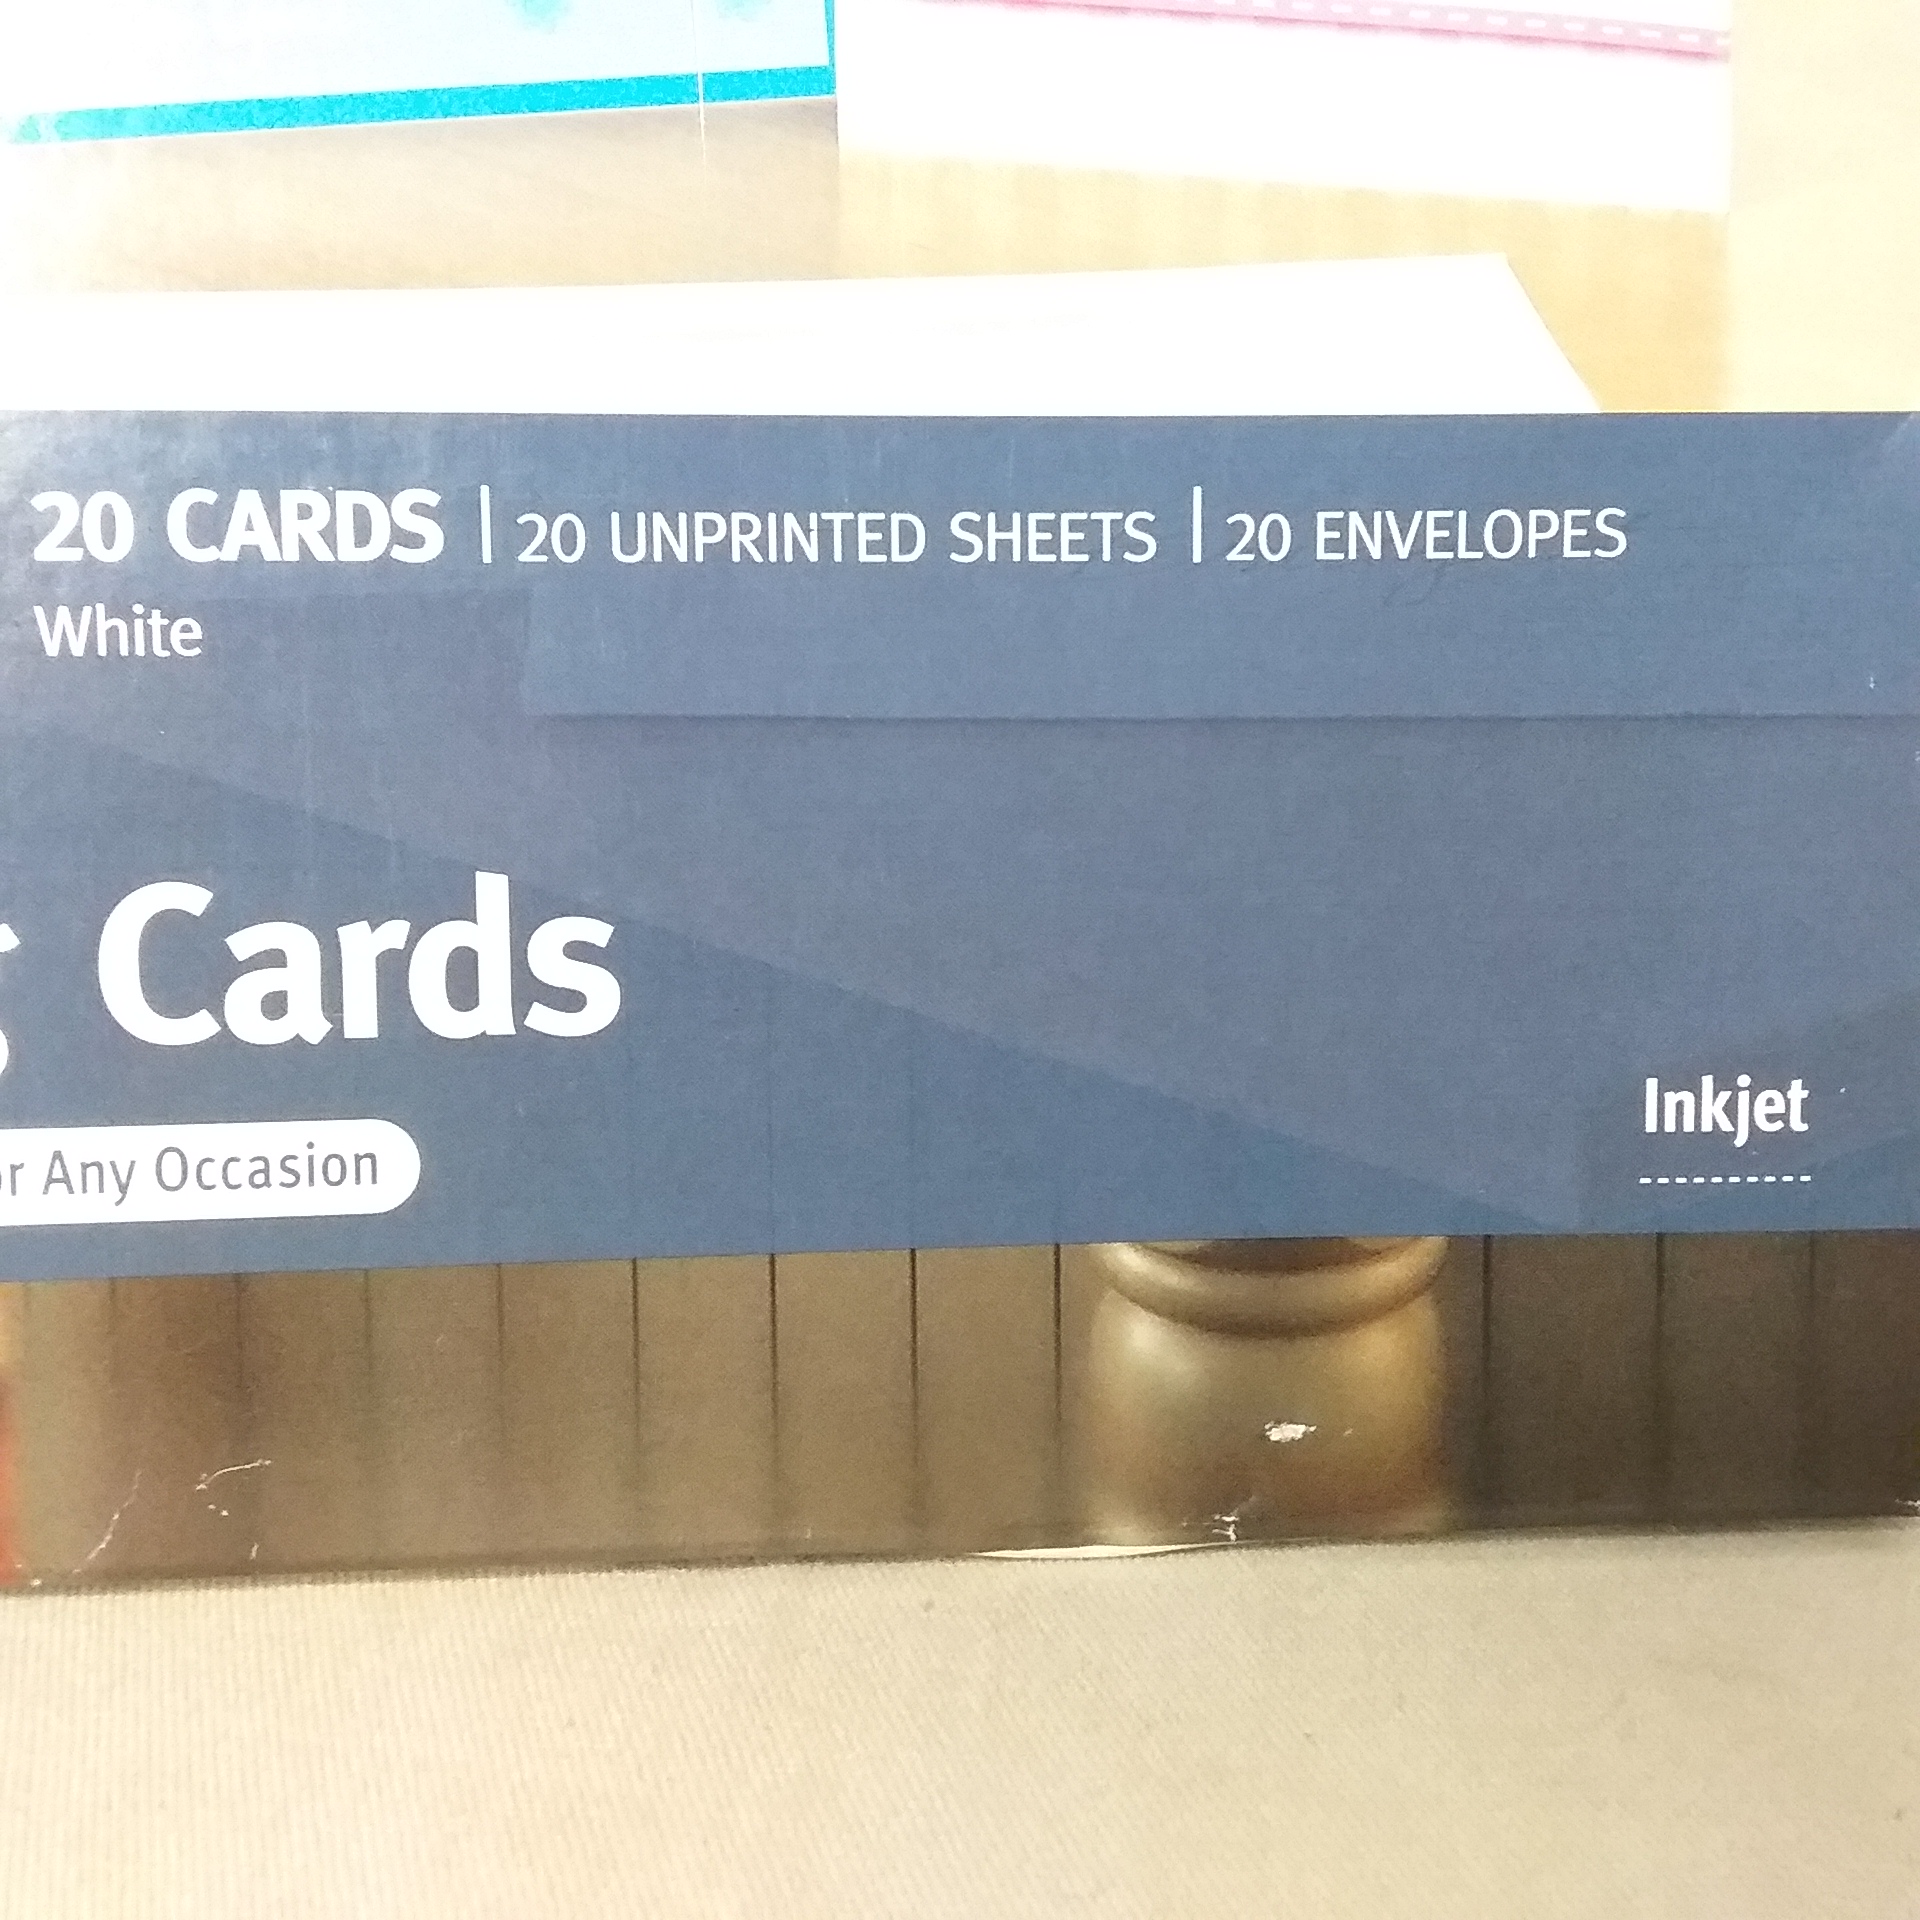 20 CARDS | 20 UNPRINTED SHEETS | 20 ENVELOPES
White
Cards
Any Occasion
Inkjet